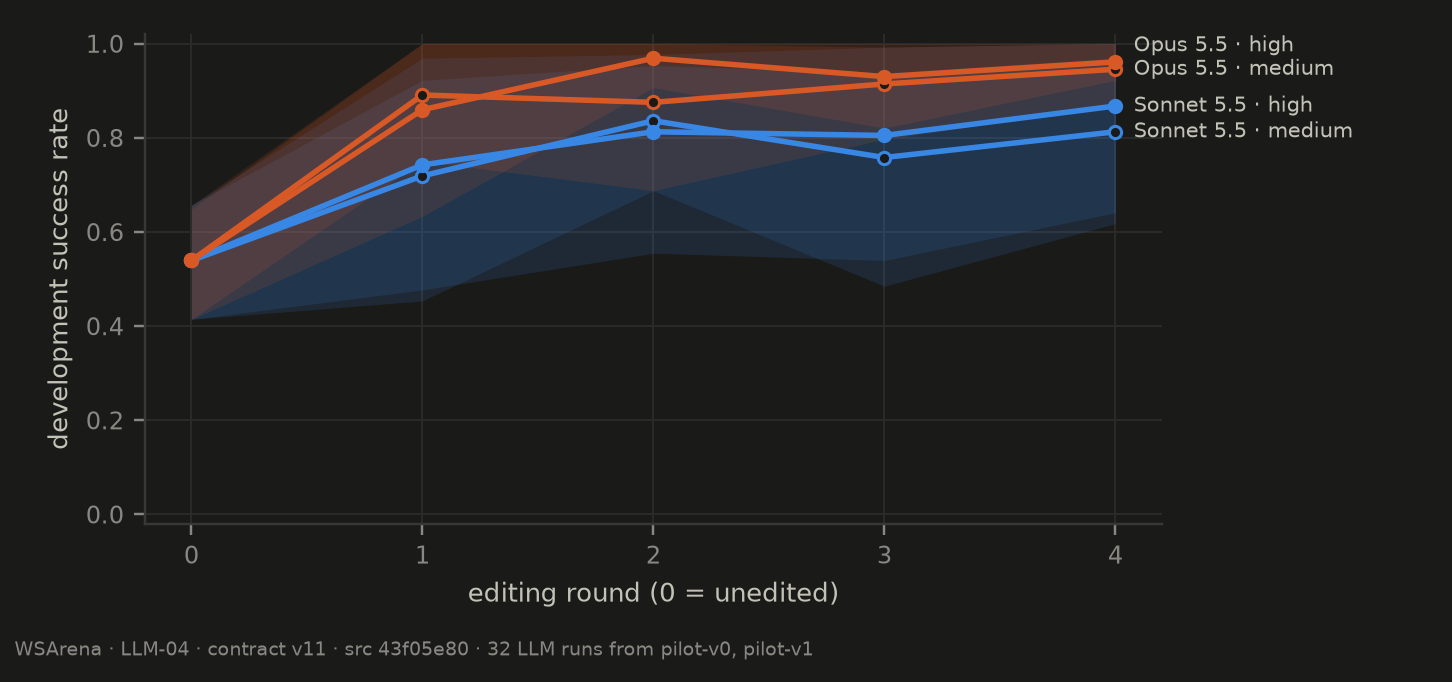 1.0
0.8
0.6
0.4
0.2
0.0
development success rate
Opus 5.5 · high
Opus 5.5 · medium
Sonnet 5.5 · high
Sonnet 5.5 · medium
0 1 2 3 4
editing round (0 = unedited)
WSArena · LLM-04 · contract v11 · src 43f05e80 · 32 LLM runs from pilot-v0, pilot-v1